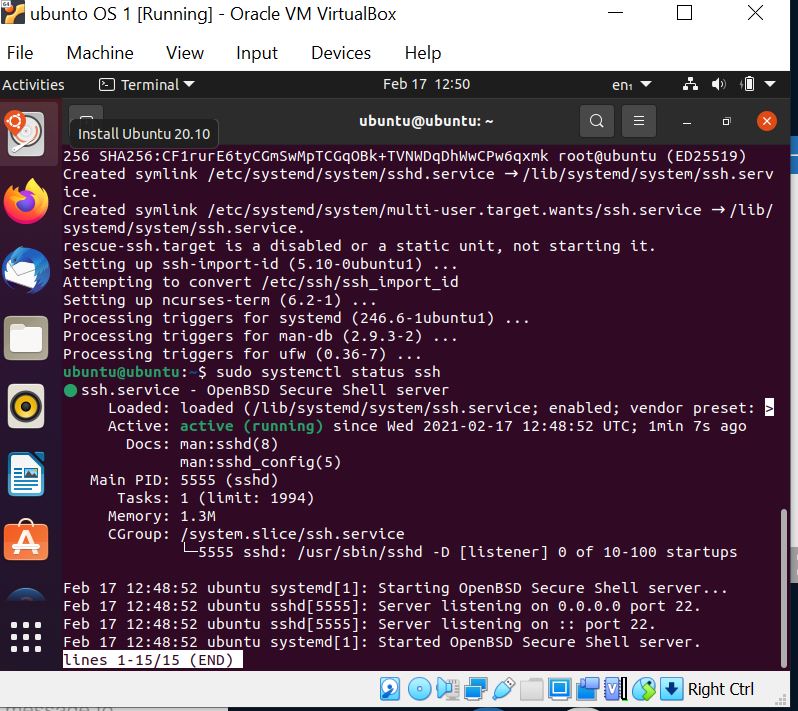 ubunto OS 1 [Running] - Oracle VM VirtualBox
File Machine View Input Devices Help
Activities Terminal Feb 17 12:50 en₁
Install Ubuntu 20.10
ubuntu@ubuntu: ~
256 SHA256:CF1rurE6tyCGmSwMpTCGqOBk+TVNWDqDhWwCPw6qxmk root@ubuntu (ED25519)
Created symlink /etc/systemd/system/sshd.service → /lib/systemd/system/ssh.serv
ice.
Created symlink /etc/systemd/system/multi-user.target.wants/ssh.service → /lib/
systemd/system/ssh.service.
rescue-ssh.target is a disabled or a static unit, not starting it.
Setting up ssh-import-id (5.10-0ubuntu1) ...
Attempting to convert /etc/ssh/ssh_import_id
Setting up ncurses-term (6.2-1) ...
Processing triggers for systemd (246.6-1ubuntu1) ...
Processing triggers for man-db (2.9.3-2) ...
Processing triggers for ufw (0.36-7) ...
ubuntu@ubuntu:~$ sudo systemctl status ssh
● ssh.service - OpenBSD Secure Shell server
Loaded: loaded (/lib/systemd/system/ssh.service; enabled; vendor preset: >
Active: active (running) since Wed 2021-02-17 12:48:52 UTC; 1min 7s ago
Docs: man:sshd(8)
man:sshd_config(5)
Main PID: 5555 (sshd)
Tasks: 1 (limit: 1994)
Memory: 1.3M
CGroup: /system.slice/ssh.service
└─5555 sshd: /usr/sbin/sshd -D [listener] 0 of 10-100 startups
Feb 17 12:48:52 ubuntu systemd[1]: Starting OpenBSD Secure Shell server...
Feb 17 12:48:52 ubuntu sshd[5555]: Server listening on 0.0.0.0 port 22.
Feb 17 12:48:52 ubuntu sshd[5555]: Server listening on :: port 22.
Feb 17 12:48:52 ubuntu systemd[1]: Started OpenBSD Secure Shell server.
lines 1-15/15 (END)
Right Ctrl